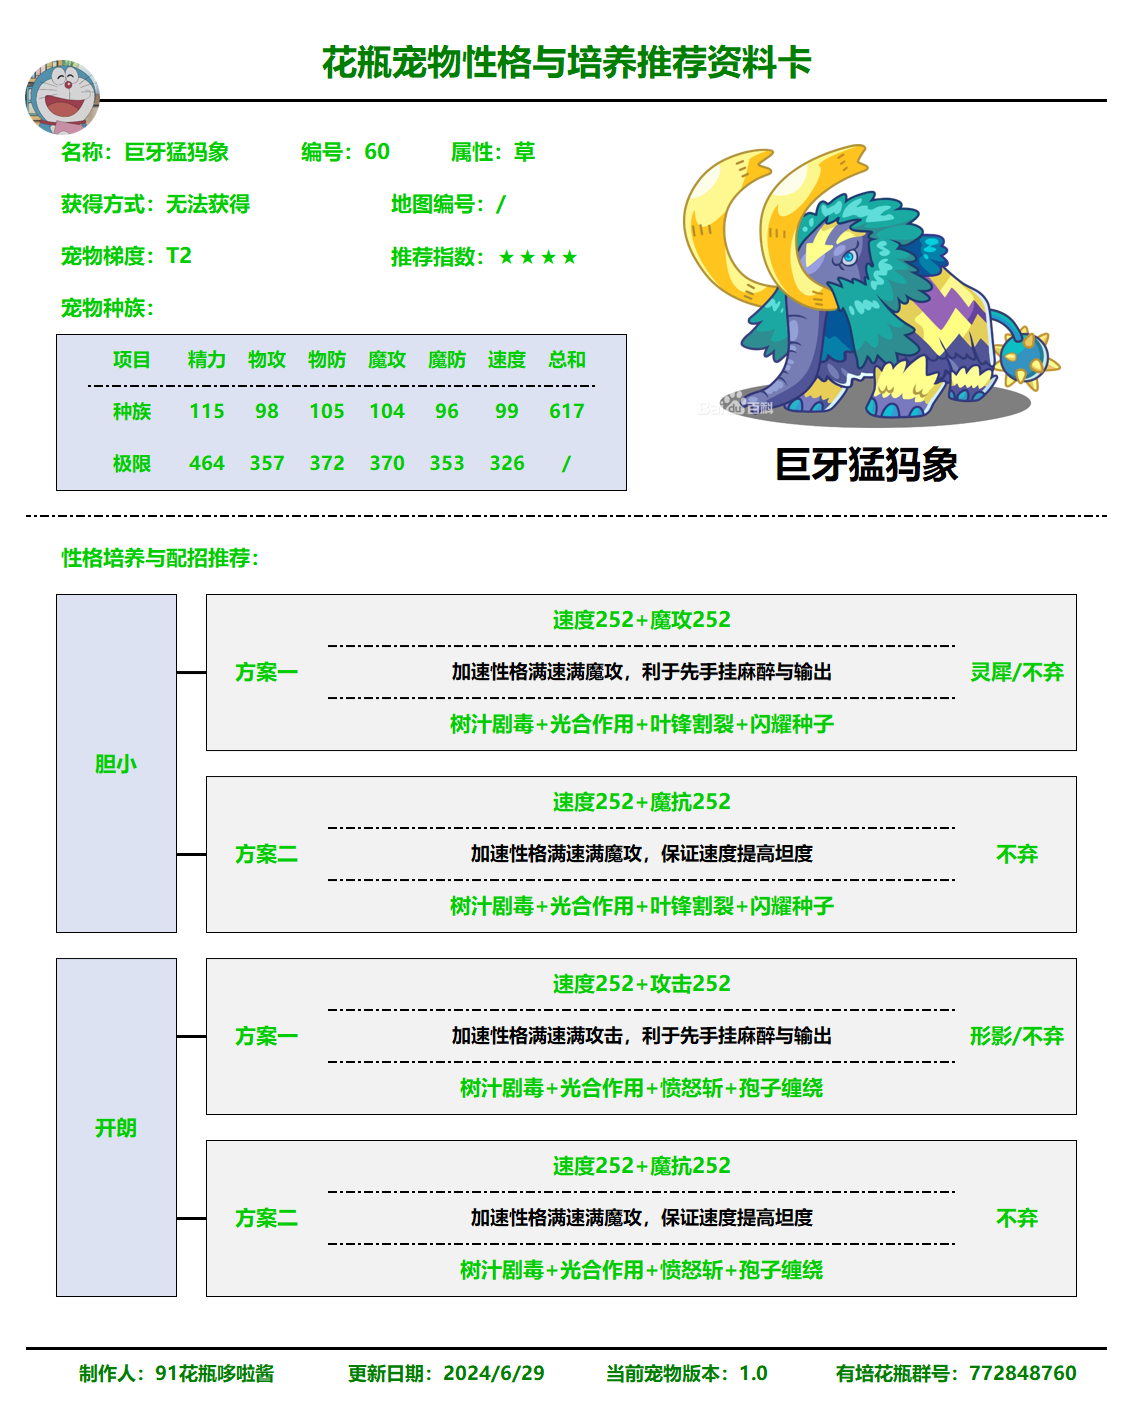 花瓶宠物性格与培养推荐资料卡
名称：巨牙猛犸象 编号：60 属性：草
获得方式：无法获得 地图编号：/
宠物梯度：T2 推荐指数：★★★★
宠物种族：
项目 精力 物攻 物防 魔攻 魔防 速度 总和
种族 115 98 105 104 96 99 617
极限 464 357 372 370 353 326 /
Baidu百科
巨牙猛犸象
性格培养与配招推荐：
胆小
速度252+魔攻252
方案一 加速性格满速满魔攻，利于先手挂麻醉与输出 灵犀/不弃
树汁剧毒+光合作用+叶锋割裂+闪耀种子
速度252+魔抗252
方案二 加速性格满速满魔攻，保证速度提高坦度 不弃
树汁剧毒+光合作用+叶锋割裂+闪耀种子
开朗
速度252+攻击252
方案一 加速性格满速满攻击，利于先手挂麻醉与输出 形影/不弃
树汁剧毒+光合作用+愤怒斩+孢子缠绕
速度252+魔抗252
方案二 加速性格满速满魔攻，保证速度提高坦度 不弃
树汁剧毒+光合作用+愤怒斩+孢子缠绕
制作人：91花瓶哆啦酱 更新日期：2024/6/29 当前宠物版本：1.0 有培花瓶群号：772848760